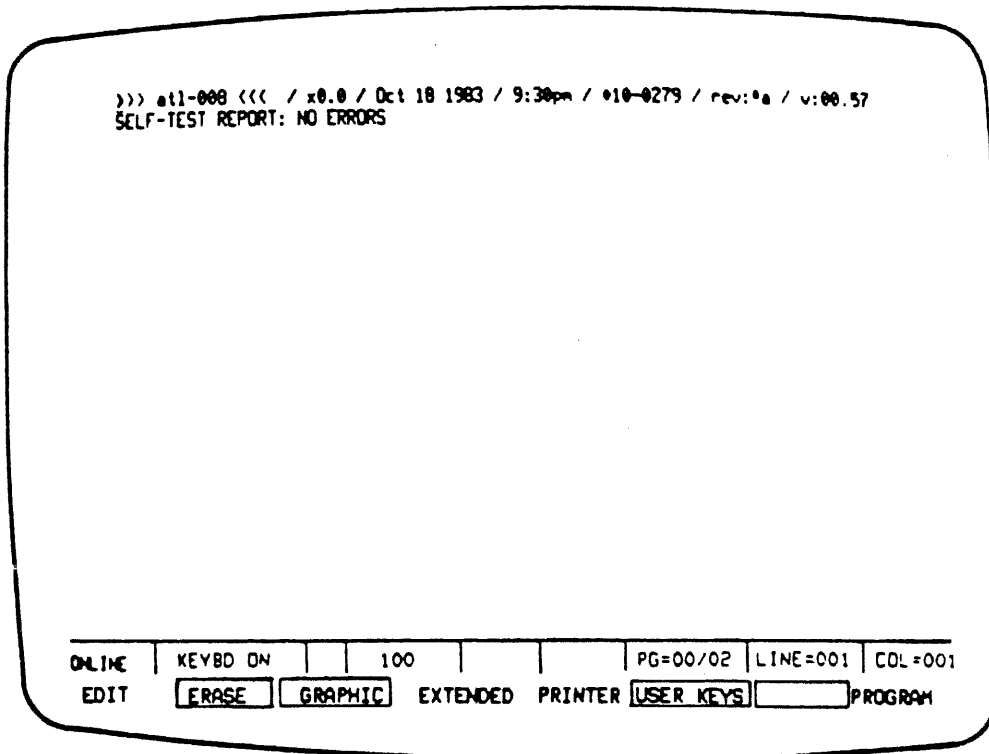 >>> atl-008 <<< / x0.0 / Oct 18 1983 / 9:30pm / #10-0279 / rev:*a / v:00.57
SELF-TEST REPORT: NO ERRORS
ONLINE KEYBD ON 100 PG=00/02 LINE=001 COL=001
EDIT ERASE GRAPHIC EXTENDED PRINTER USER KEYS PROGRAM